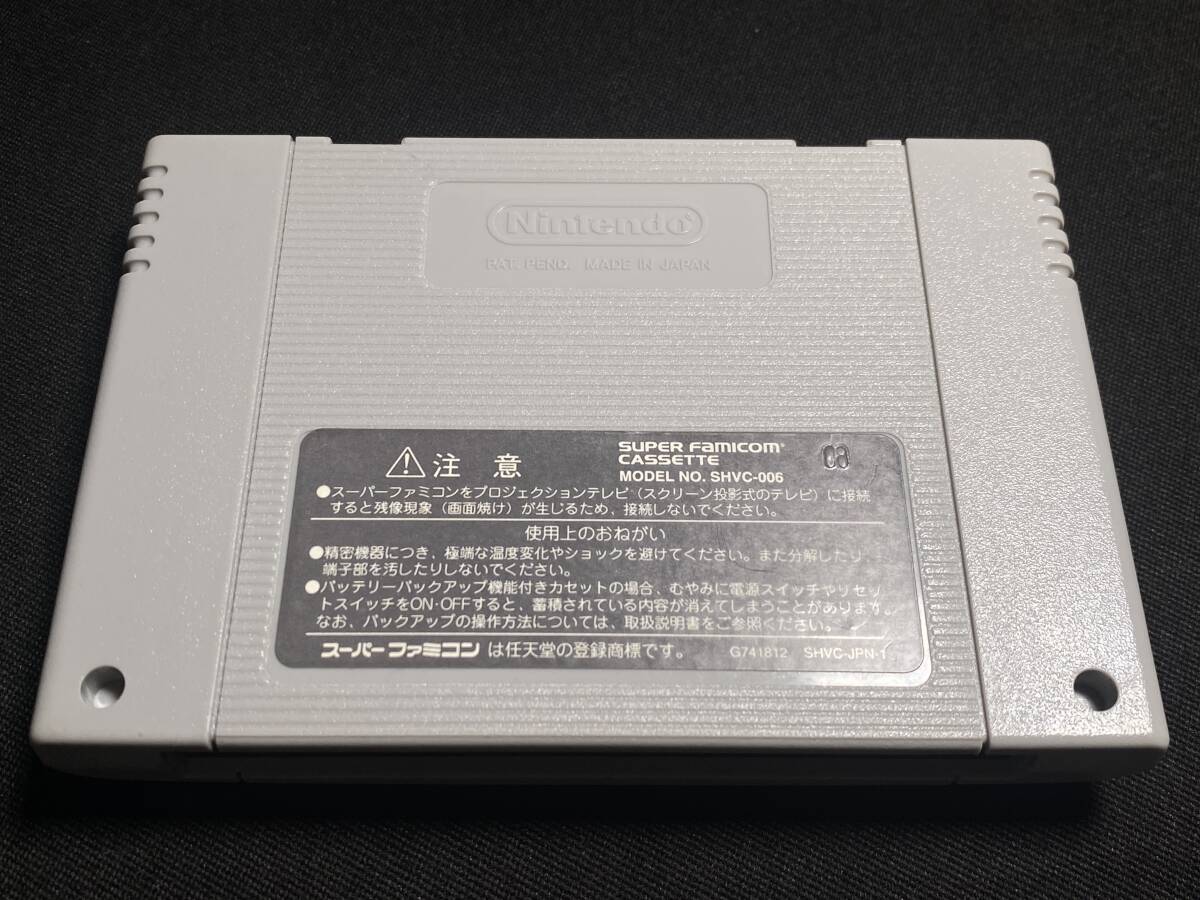 Nintendo®
PAT. PEND. MADE IN JAPAN
⚠注意
SUPER FAMICOM®
CASSETTE
MODEL NO. SHVC-006
●スーパーファミコンをプロジェクションテレビ（スクリーン投影式のテレビ）に接続
すると残像現象（画面焼け）が生じるため、接続しないでください。
使用上のおねがい
●精密機器につき、極端な温度変化やショックを避けてください。また分解したり、
端子部を汚したりしないでください。
●バッテリーバックアップ機能付きカセットの場合、むやみに電源スイッチやリセッ
トスイッチをON・OFFすると、蓄積されている内容が消えてしまうことがあります。
なお、バックアップの操作方法については、取扱説明書をご参照ください。
スーパーファミコンは任天堂の登録商標です。
G741812 SHVC-JPN-1